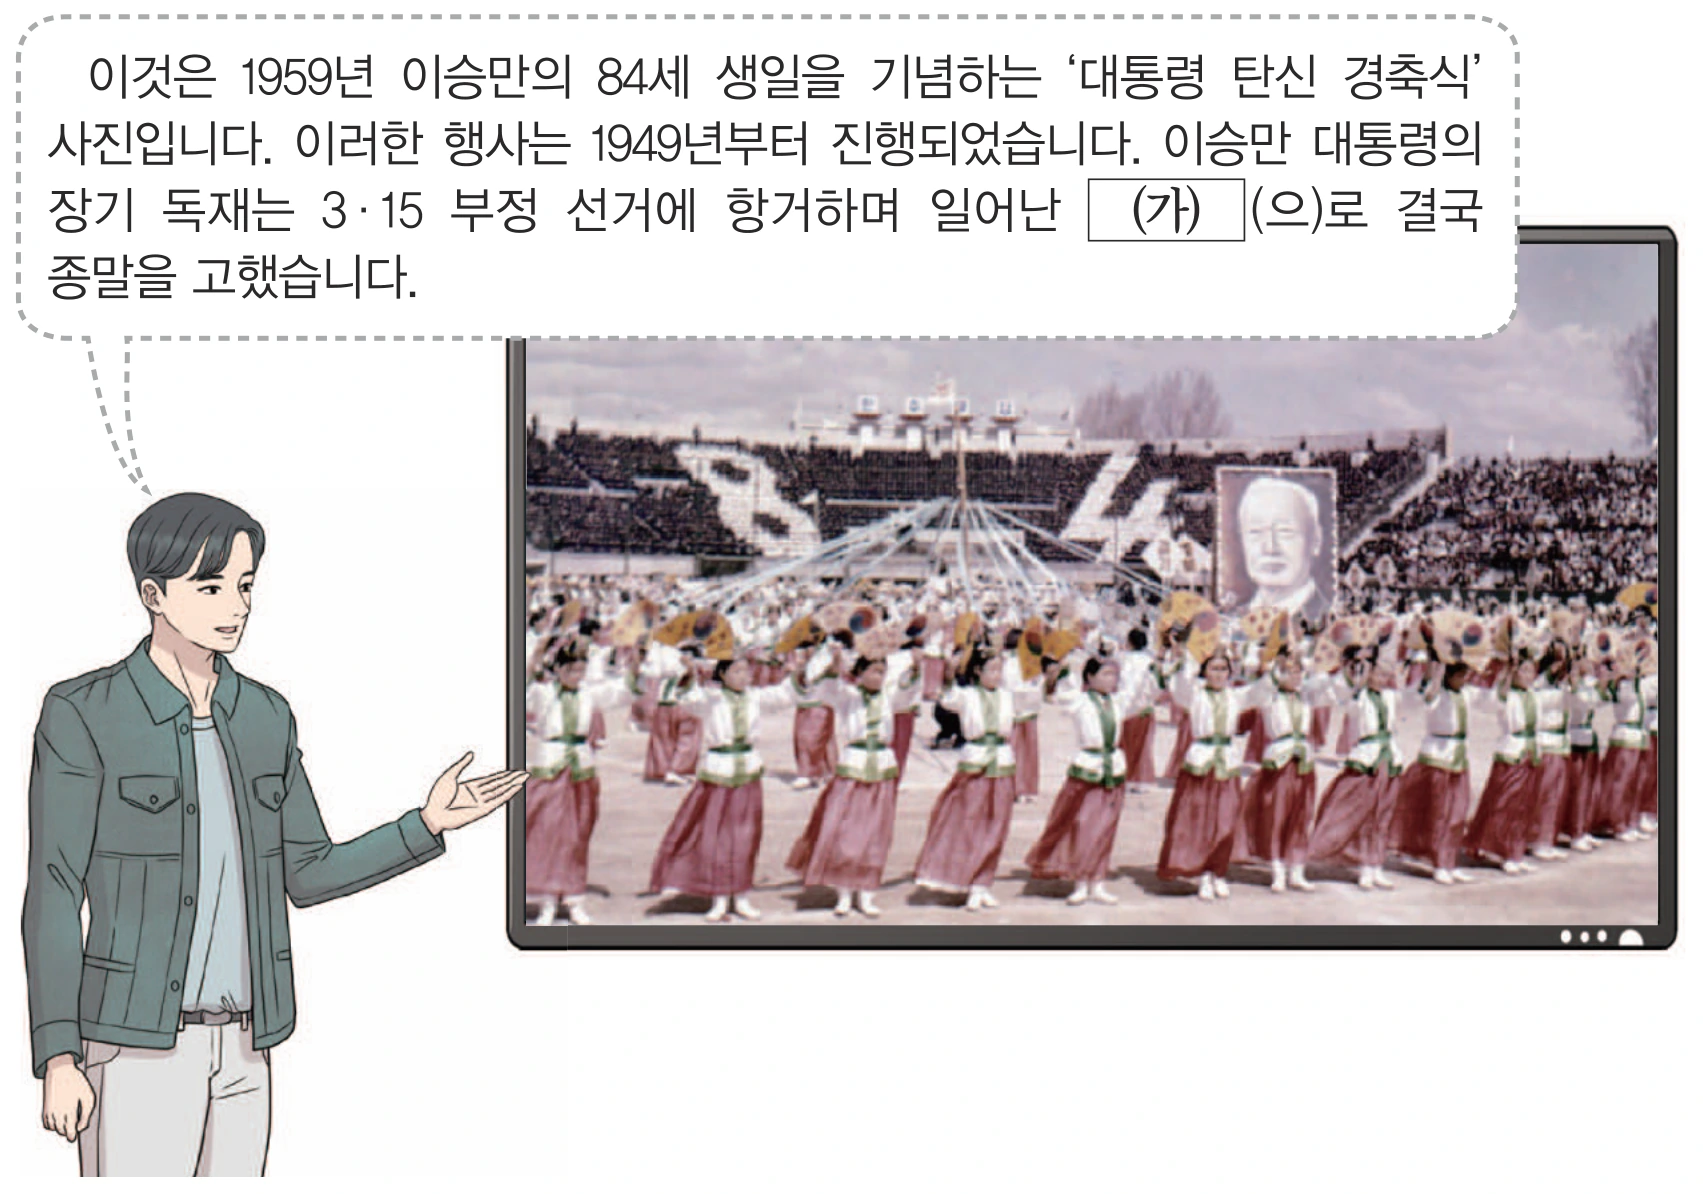 이것은 1959년 이승만의 84세 생일을 기념하는 ‘대통령 탄신 경축식’
사진입니다. 이러한 행사는 1949년부터 진행되었습니다. 이승만 대통령의
장기 독재는 3·15 부정 선거에 항거하며 일어난 (가) (으)로 결국
종말을 고했습니다.
84